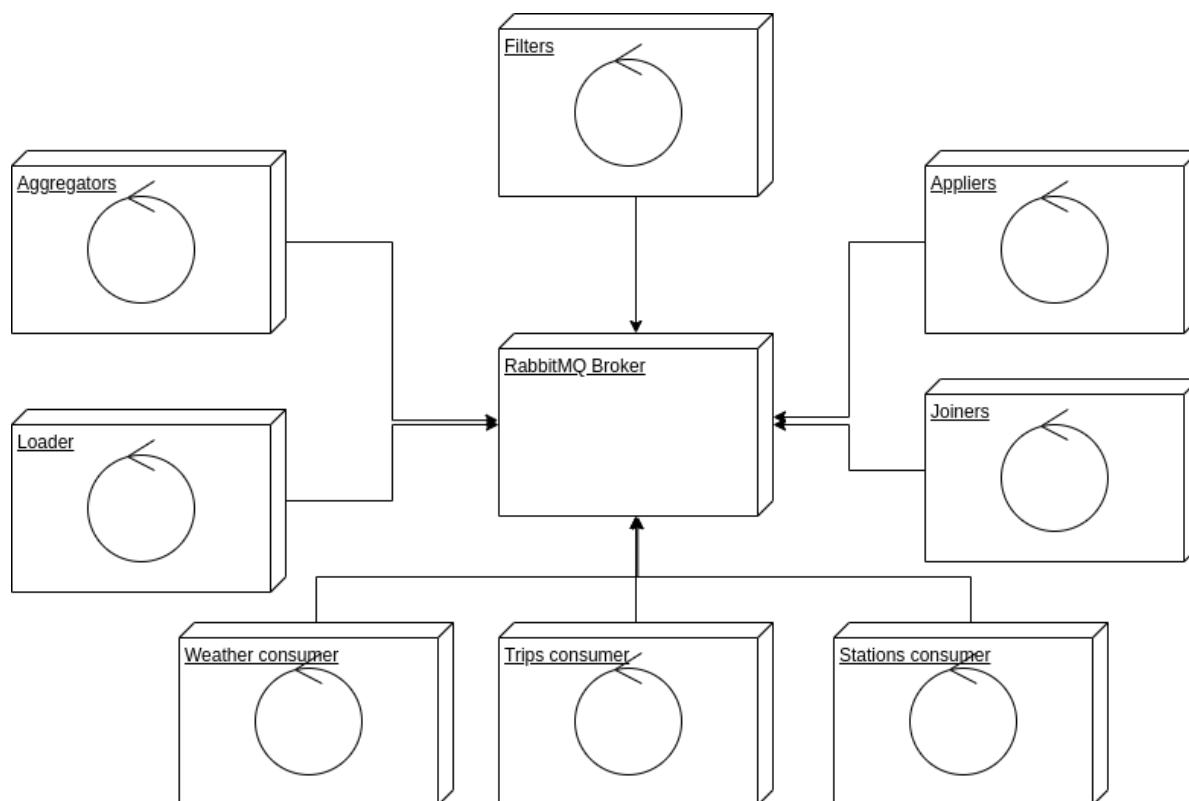 Filters
Aggregators
Appliers
RabbitMQ Broker
Joiners
Loader
Weather consumer
Trips consumer
Stations consumer